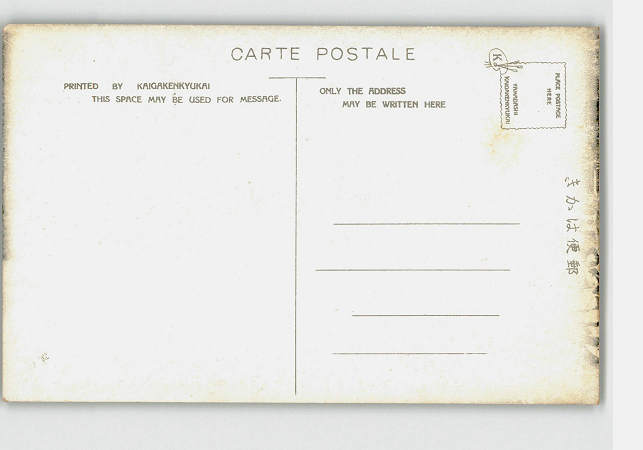 CARTE POSTALE
PRINTED BY KAIGAKENKYUKAI
THIS SPACE MAY BE USED FOR MESSAGE.
ONLY THE ADDRESS
MAY BE WRITTEN HERE
K
PLACE POSTAGE
HERE
KAIGAKENKYUKAI
きかは便郵